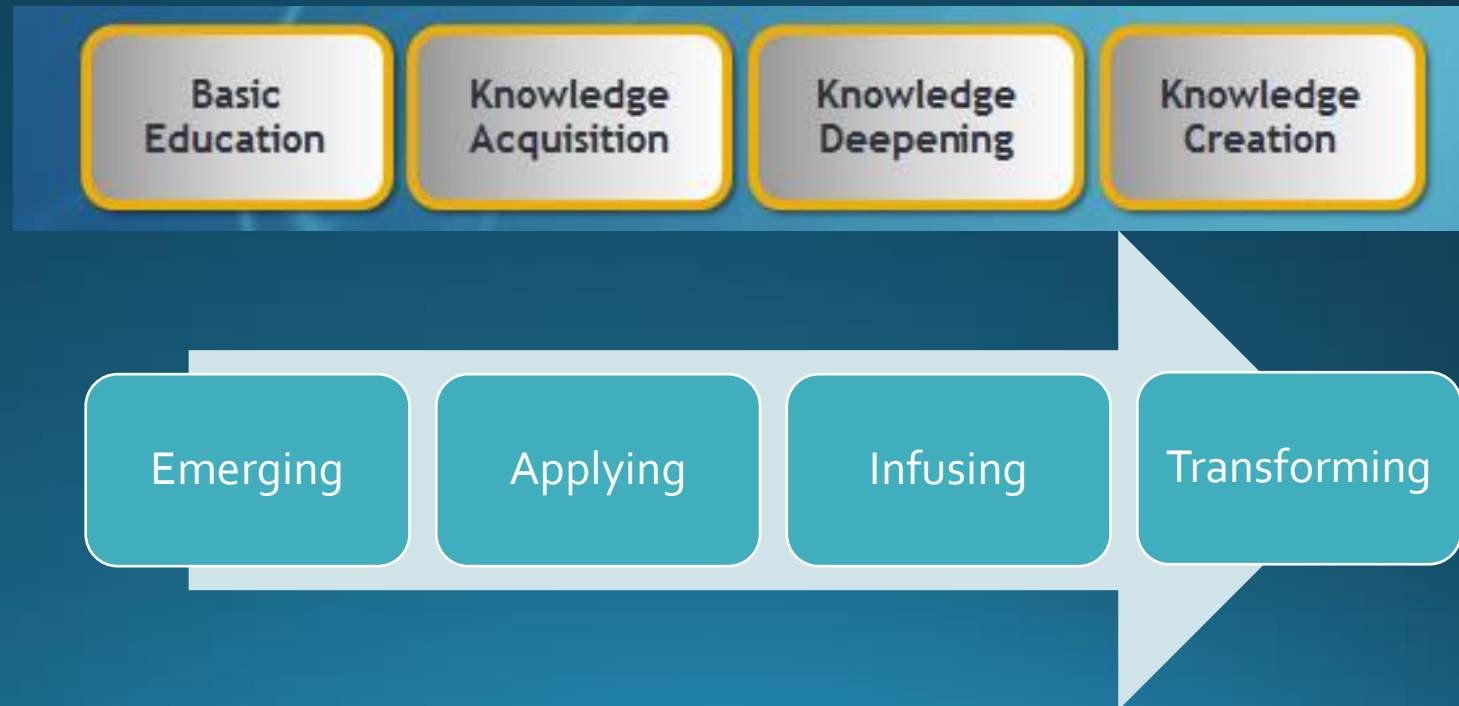 Basic
Education
Knowledge
Acquisition
Knowledge
Deepening
Knowledge
Creation
Emerging
Applying
Infusing
Transforming